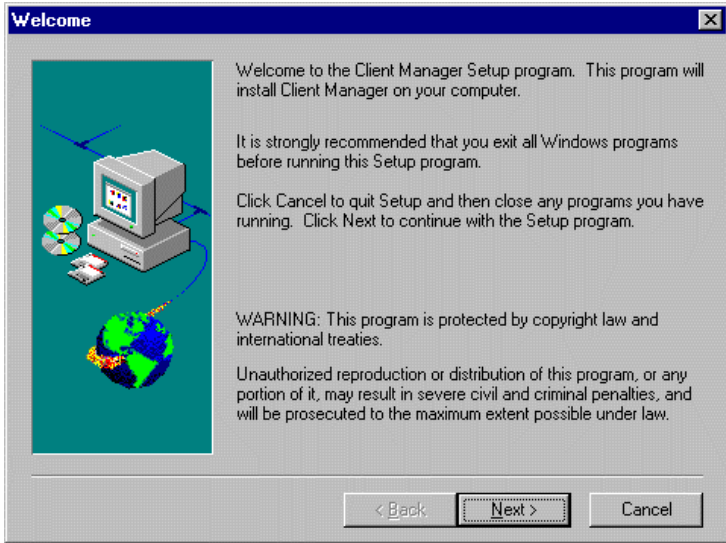 Welcome
Welcome to the Client Manager Setup program.  This program will
install Client Manager on your computer.
It is strongly recommended that you exit all Windows programs
before running this Setup program.
Click Cancel to quit Setup and then close any programs you have
running.  Click Next to continue with the Setup program.
WARNING: This program is protected by copyright law and
international treaties.
Unauthorized reproduction or distribution of this program, or any
portion of it, may result in severe civil and criminal penalties, and
will be prosecuted to the maximum extent possible under law.
< Back
Next >
Cancel